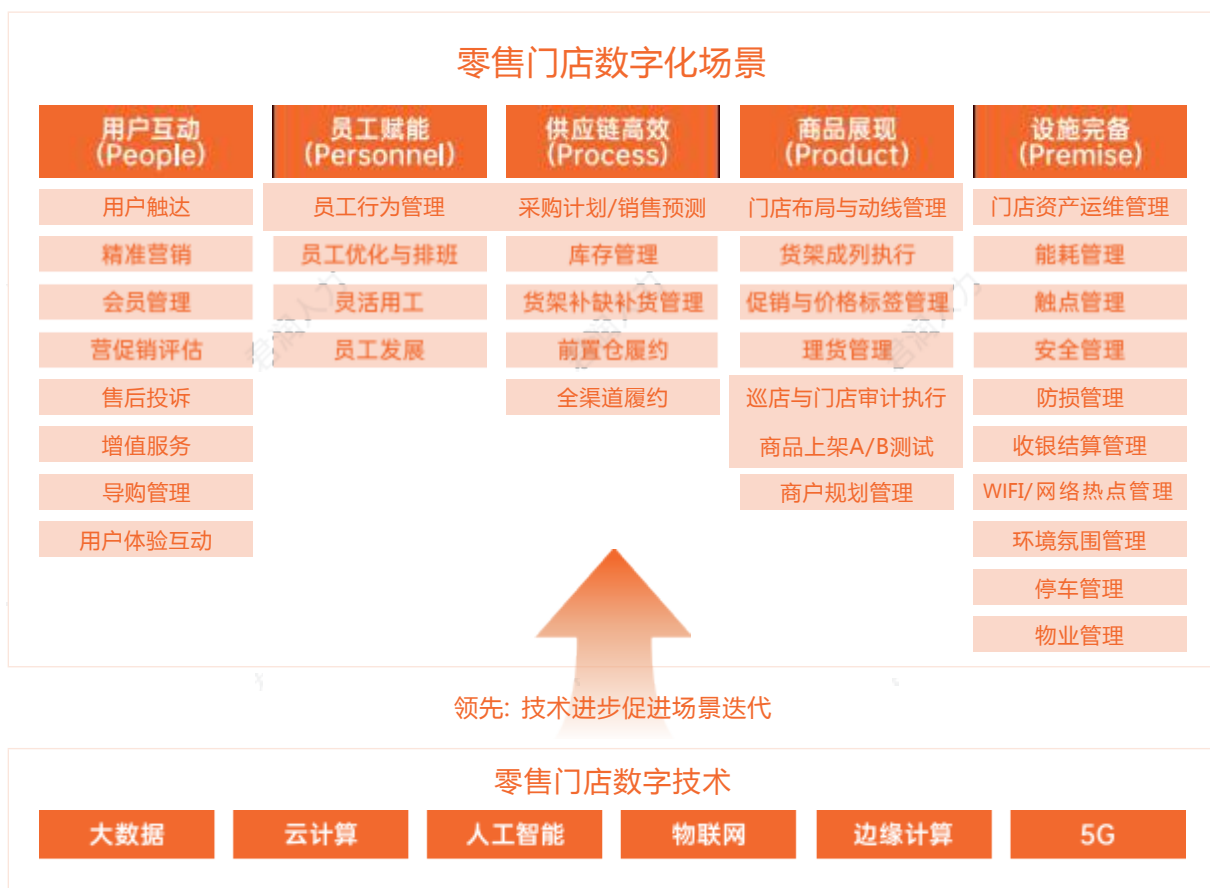 零售门店数字化场景
用户互动
(People)
员工赋能
(Personnel)
供应链高效
(Process)
商品展现
(Product)
设施完备
(Premise)
用户触达
员工行为管理
采购计划/销售预测
门店布局与动线管理
门店资产运维管理
精准营销
员工优化与排班
库存管理
货架成列执行
能耗管理
会员管理
灵活用工
货架补缺补货管理
促销与价格标签管理
触点管理
营促销评估
员工发展
前置仓履约
理货管理
安全管理
售后投诉
全渠道履约
巡店与门店审计执行
防损管理
增值服务
商品上架A/B测试
收银结算管理
导购管理
商户规划管理
WIFI/网络热点管理
用户体验互动
环境氛围管理
停车管理
物业管理
君润人力
君润人力
君润人力
领先: 技术进步促进场景迭代
零售门店数字技术
大数据
云计算
人工智能
物联网
边缘计算
5G